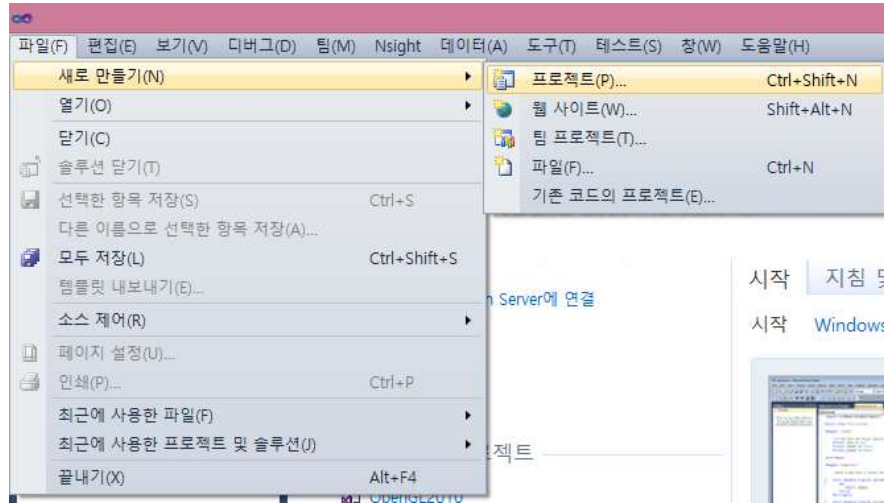 파일(F) 편집(E) 보기(V) 디버그(D) 팀(M) Nsight 데이터(A) 도구(T) 테스트(S) 창(W) 도움말(H)
새로 만들기(N)
열기(O)
닫기(C)
솔루션 닫기(T)
선택한 항목 저장(S) Ctrl+S
다른 이름으로 선택한 항목 저장(A)...
모두 저장(L) Ctrl+Shift+S
템플릿 내보내기(E)...
소스 제어(R)
페이지 설정(U)...
인쇄(P)... Ctrl+P
최근에 사용한 파일(F)
최근에 사용한 프로젝트 및 솔루션(J)
끝내기(X) Alt+F4
프로젝트(P)... Ctrl+Shift+N
웹 사이트(W)... Shift+Alt+N
팀 프로젝트(T)...
파일(F)... Ctrl+N
기존 코드의 프로젝트(E)...
Server에 연결
젝트
OpenGL2010
시작 지침 및
시작 Windows